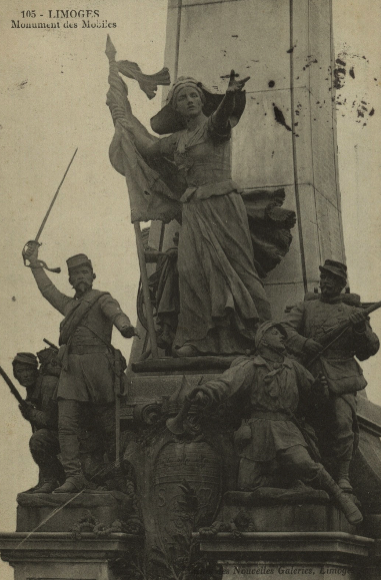 105 - LIMOGES
Monument des Mobiles
Nouvelles Galeries, Limoges